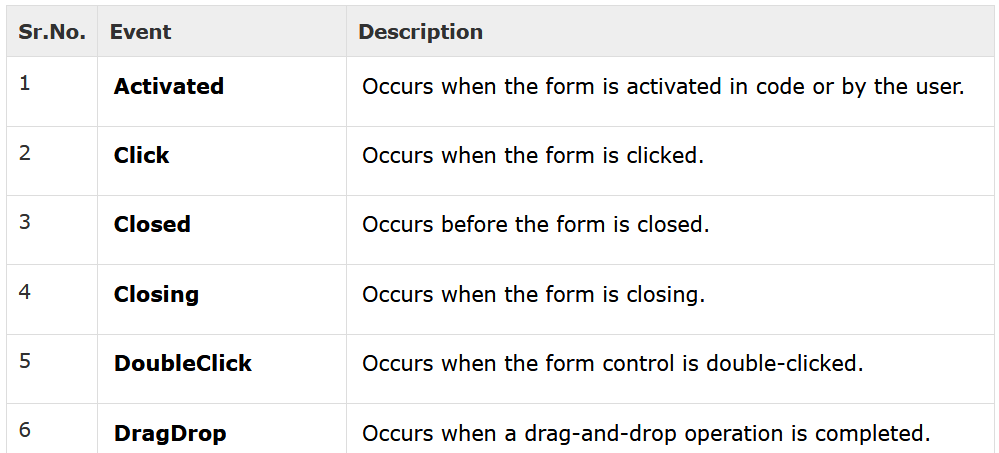 Sr.No. Event Description
1 Activated Occurs when the form is activated in code or by the user.
2 Click Occurs when the form is clicked.
3 Closed Occurs before the form is closed.
4 Closing Occurs when the form is closing.
5 DoubleClick Occurs when the form control is double-clicked.
6 DragDrop Occurs when a drag-and-drop operation is completed.